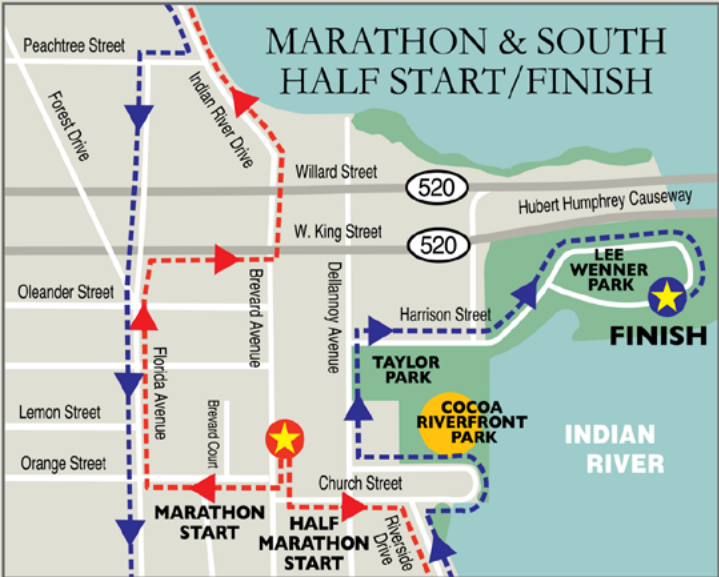 MARATHON & SOUTH
HALF START/FINISH
Peachtree Street
Forest Drive
Indian River Drive
Willard Street
520
Hubert Humphrey Causeway
W. King Street
520
LEE
WENNER
PARK
Oleander Street
Brevard Avenue
Dellannoy Avenue
Harrison Street
FINISH
Florida Avenue
TAYLOR
PARK
Lemon Street
Brevard Court
COCOA
RIVERFRONT
PARK
INDIAN
RIVER
Orange Street
Church Street
MARATHON
START
HALF
MARATHON
START
Riverside
Drive